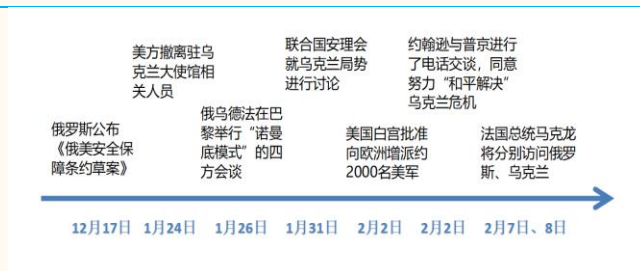 美方撤离驻乌
克兰大使馆相
关人员
联合国安理会
就乌克兰局势
进行讨论
约翰逊与普京进行
了电话交谈，同意
努力“和平解决”
乌克兰危机
俄罗斯公布
《俄美安全保
障条约草案》
俄乌德法在巴
黎举行“诺曼
底模式”的四
方会谈
美国白宫批准
向欧洲增派约
2000名美军
法国总统马克龙
将分别访问俄罗
斯、乌克兰
12月17日 1月24日 1月26日 1月31日 2月2日 2月2日 2月7日、8日